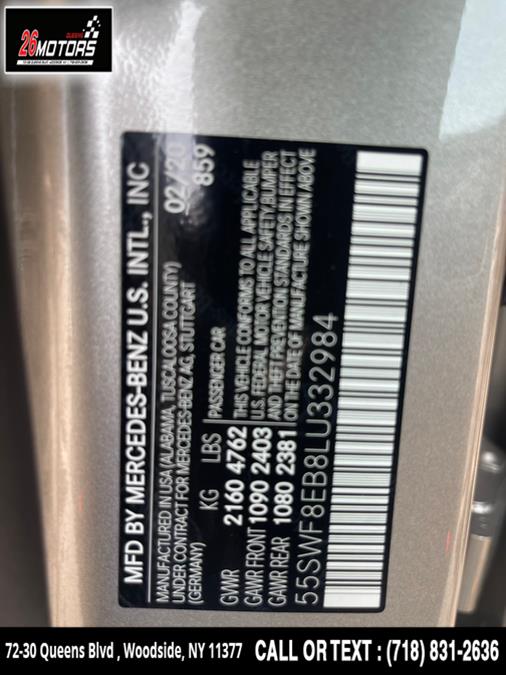 QUEENS
26MOTORS
MFD BY MERCEDES-BENZ U.S. INTL., INC
MANUFACTURED IN USA (ALABAMA, TUSCALOOSA COUNTY) 02/20
UNDER CONTRACT FOR MERCEDES-BENZ AG, STUTTGART 859
(GERMANY)
KG LBS PASSENGER CAR
GVWR 2160 4762 THIS VEHICLE CONFORMS TO ALL APPLICABLE
GAWR FRONT 1090 2403 U.S. FEDERAL MOTOR VEHICLE SAFETY, BUMPER
GAWR REAR 1080 2381 AND THEFT PREVENTION STANDARDS IN EFFECT
ON THE DATE OF MANUFACTURE SHOWN ABOVE
55SWF8EB8LU332984
72-30 Queens Blvd , Woodside, NY 11377 CALL OR TEXT : (718) 831-2636